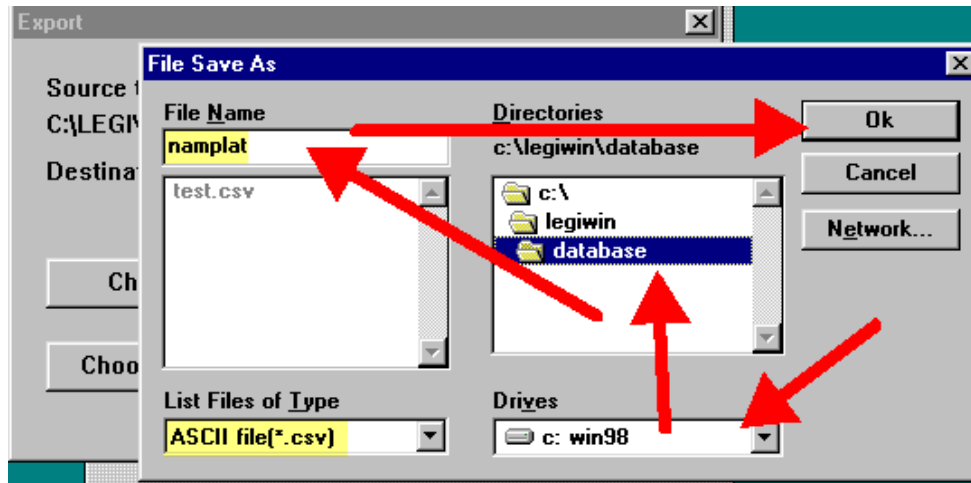 Export
File Save As
Source
C:\LEGI
Destina
Ch
Choo
File Name
namplat
test.csv
List Files of Type
ASCII file(*.csv)
Directories
c:\legiwin\database
c:\
legiwin
database
Drives
c: win98
Ok
Cancel
Network...